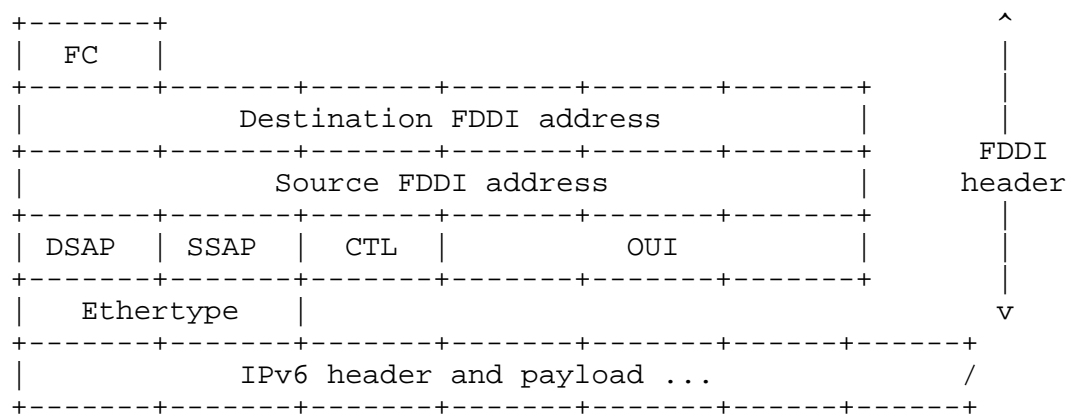 FC
Destination FDDI address
FDDI
Source FDDI address
header
DSAP SSAP CTL OUI
Ethertype v
IPv6 header and payload ... /